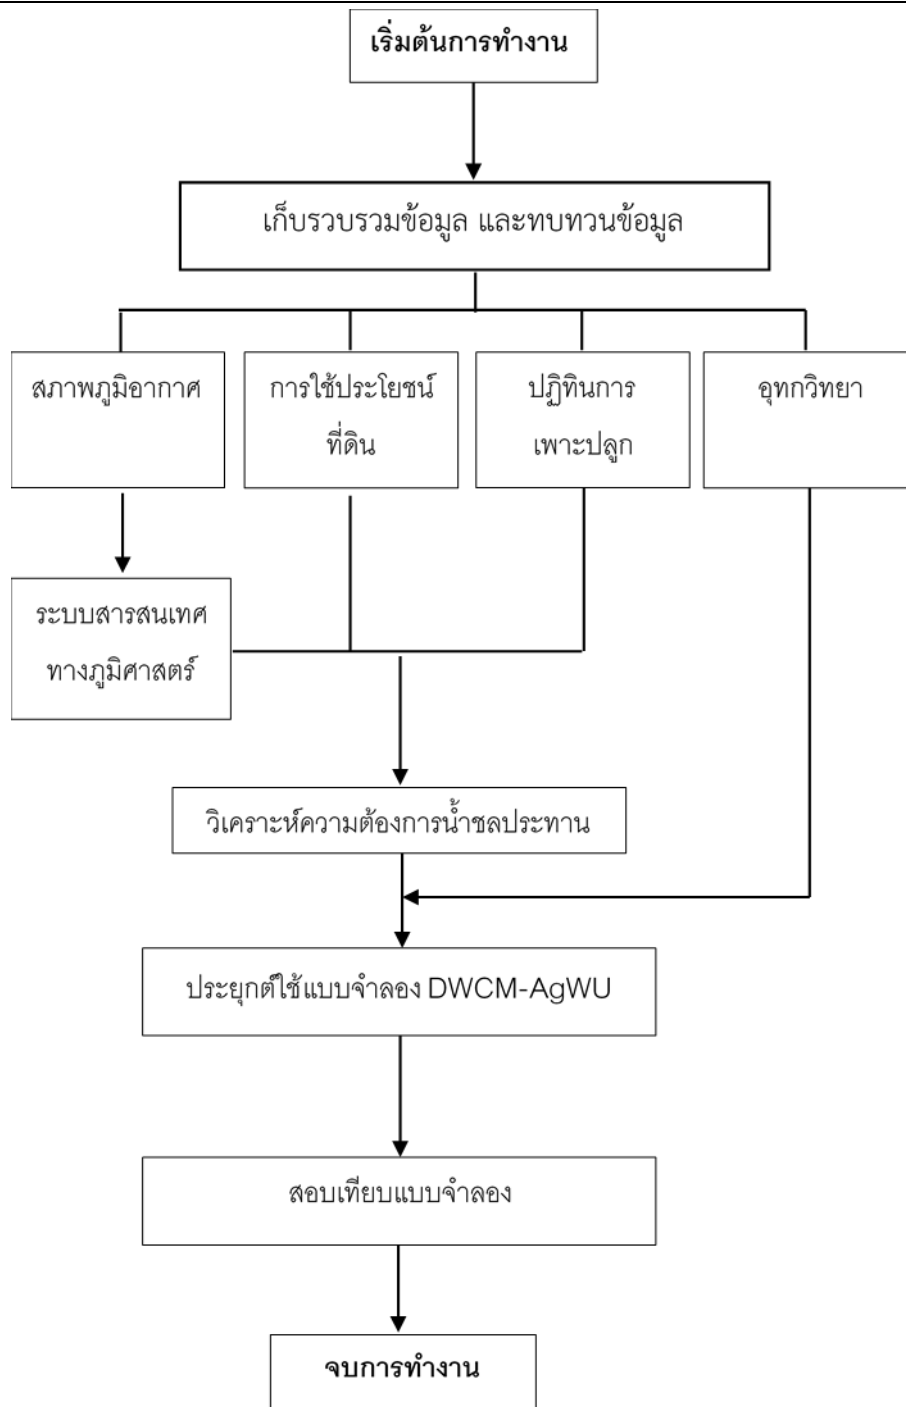 เริ่มต้นการทำงาน
เก็บรวบรวมข้อมูล และทบทวนข้อมูล
สภาพภูมิอากาศ
การใช้ประโยชน์
ที่ดิน
ปฏิทินการ
เพาะปลูก
อุทกวิทยา
ระบบสารสนเทศ
ทางภูมิศาสตร์
วิเคราะห์ความต้องการน้ำชลประทาน
ประยุกต์ใช้แบบจำลอง DWCM-AgWU
สอบเทียบแบบจำลอง
จบการทำงาน